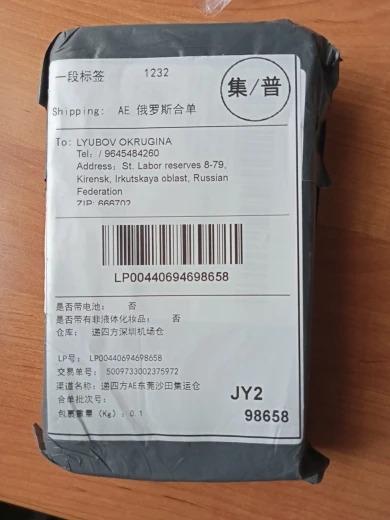 一段标签 1232
集/普
Shipping: AE 俄罗斯合单
To: LYUBOV OKRUGINA
Tel: / 9645484260
Address: St. Labor reserves 8-79,
Kirensk, Irkutskaya oblast, Russian
Federation
ZIP: 666702
LP00440694698658
是否带电池： 否
是否带有非液体化妆品： 否
仓库： 递四方深圳机场仓
LP号： LP00440694698658
交易单号： 5009733002375972
渠道名称：递四方AE东莞沙田集运仓
合单批次号：
包裹重量（Kg）：0.1
JY2
98658